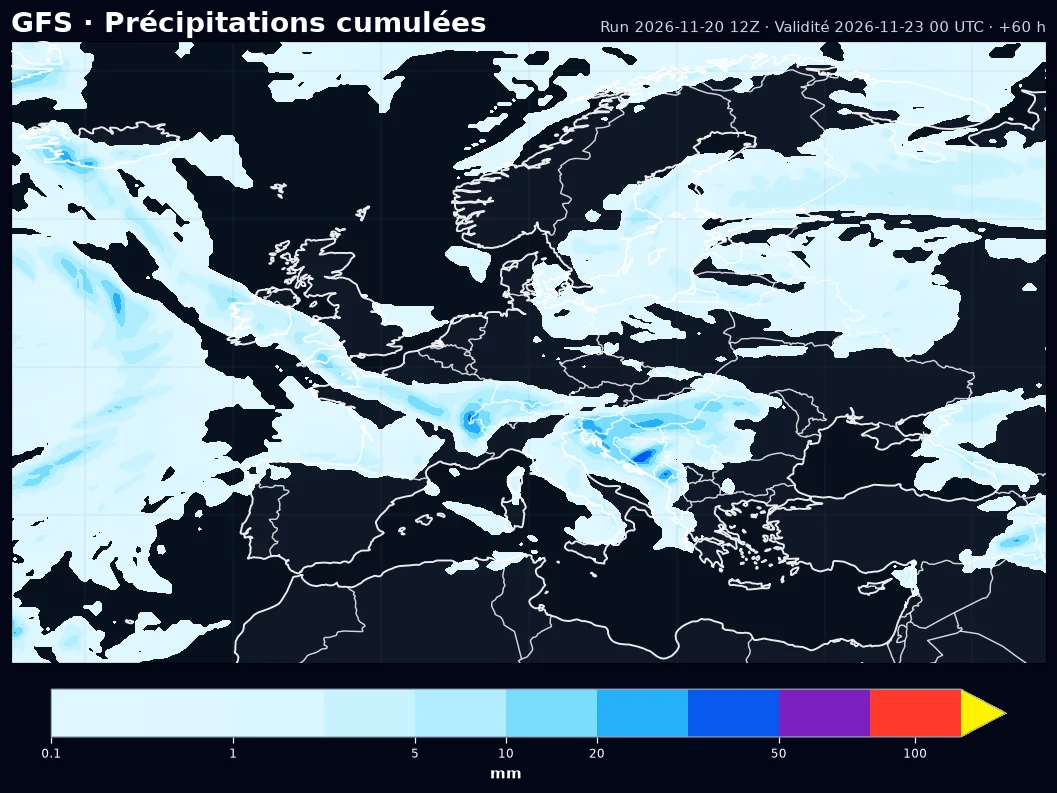 GFS · Précipitations cumulées
Run 2026-11-20 12Z · Validité 2026-11-23 00 UTC · +60 h
0.1 1 5 10 20 50 100
mm